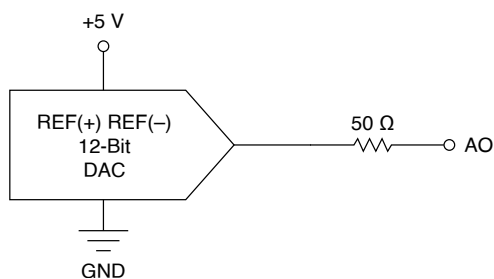 +5 V
REF(+) REF(–)
12-Bit
DAC
50 Ω
AO
GND